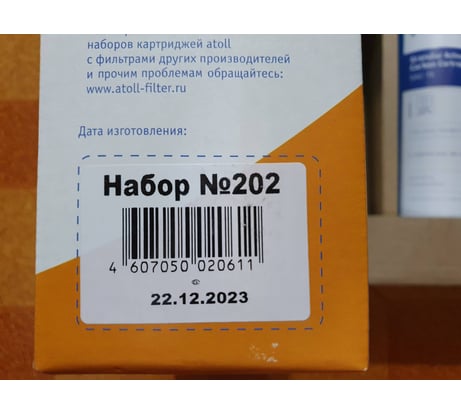 наборов картриджей atoll
с фильтрами других производителей
и прочим проблемам обращайтесь:
www.atoll-filter.ru
Дата изготовления:
Набор №202
4 607050 020611
22.12.2023